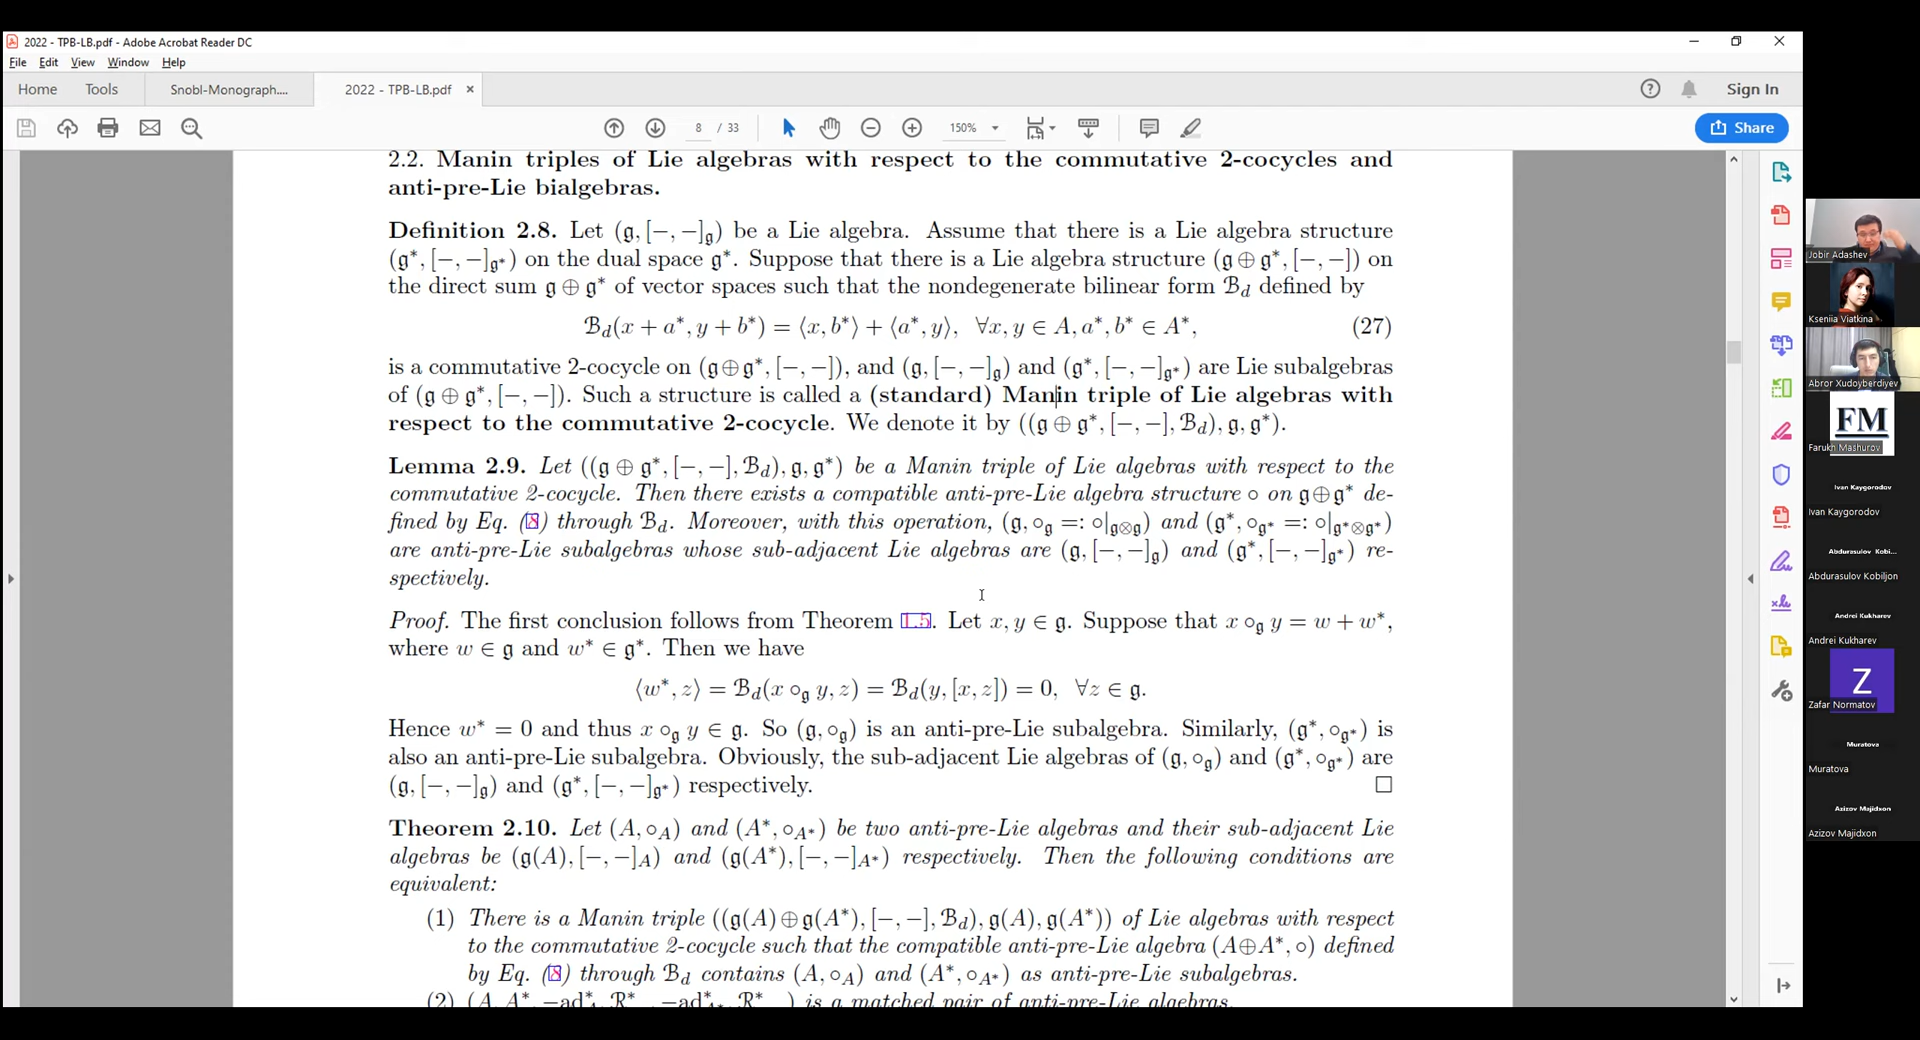 2022 - TPB-LB.pdf - Adobe Acrobat Reader DC
File Edit View Window Help
Home Tools Snobl-Monograph.... 2022 - TPB-LB.pdf × Sign In
8 / 33 150% Share
2.2. Manin triples of Lie algebras with respect to the commutative 2-cocycles and
anti-pre-Lie bialgebras.
Definition 2.8. Let (𝔤, [−, −]_𝔤) be a Lie algebra. Assume that there is a Lie algebra structure
(𝔤*, [−, −]_𝔤*) on the dual space 𝔤*. Suppose that there is a Lie algebra structure (𝔤 ⊕ 𝔤*, [−, −]) on
the direct sum 𝔤 ⊕ 𝔤* of vector spaces such that the nondegenerate bilinear form ℬ_d defined by
ℬ_d(x + a*, y + b*) = ⟨x, b*⟩ + ⟨a*, y⟩, ∀x, y ∈ A, a*, b* ∈ A*, (27)
is a commutative 2-cocycle on (𝔤 ⊕ 𝔤*, [−, −]), and (𝔤, [−, −]_𝔤) and (𝔤*, [−, −]_𝔤*) are Lie subalgebras
of (𝔤 ⊕ 𝔤*, [−, −]). Such a structure is called a (standard) Manin triple of Lie algebras with
respect to the commutative 2-cocycle. We denote it by ((𝔤 ⊕ 𝔤*, [−, −], ℬ_d), 𝔤, 𝔤*).
Lemma 2.9. Let ((𝔤 ⊕ 𝔤*, [−, −], ℬ_d), 𝔤, 𝔤*) be a Manin triple of Lie algebras with respect to the
commutative 2-cocycle. Then there exists a compatible anti-pre-Lie algebra structure ∘ on 𝔤 ⊕ 𝔤* de-
fined by Eq. (8) through ℬ_d. Moreover, with this operation, (𝔤, ∘_𝔤 =: ∘|_𝔤⊗𝔤) and (𝔤*, ∘_𝔤* =: ∘|_𝔤*⊗𝔤*)
are anti-pre-Lie subalgebras whose sub-adjacent Lie algebras are (𝔤, [−, −]_𝔤) and (𝔤*, [−, −]_𝔤*) re-
spectively.
Proof. The first conclusion follows from Theorem 1.5. Let x, y ∈ 𝔤. Suppose that x ∘_𝔤 y = w + w*,
where w ∈ 𝔤 and w* ∈ 𝔤*. Then we have
⟨w*, z⟩ = ℬ_d(x ∘_𝔤 y, z) = ℬ_d(y, [x, z]) = 0, ∀z ∈ 𝔤.
Hence w* = 0 and thus x ∘_𝔤 y ∈ 𝔤. So (𝔤, ∘_𝔤) is an anti-pre-Lie subalgebra. Similarly, (𝔤*, ∘_𝔤*) is
also an anti-pre-Lie subalgebra. Obviously, the sub-adjacent Lie algebras of (𝔤, ∘_𝔤) and (𝔤*, ∘_𝔤*) are
(𝔤, [−, −]_𝔤) and (𝔤*, [−, −]_𝔤*) respectively. □
Theorem 2.10. Let (A, ∘_A) and (A*, ∘_A*) be two anti-pre-Lie algebras and their sub-adjacent Lie
algebras be (𝔤(A), [−, −]_A) and (𝔤(A*), [−, −]_A*) respectively. Then the following conditions are
equivalent:
(1) There is a Manin triple ((𝔤(A) ⊕ 𝔤(A*), [−, −], ℬ_d), 𝔤(A), 𝔤(A*)) of Lie algebras with respect
to the commutative 2-cocycle such that the compatible anti-pre-Lie algebra (A ⊕ A*, ∘) defined
by Eq. (8) through ℬ_d contains (A, ∘_A) and (A*, ∘_A*) as anti-pre-Lie subalgebras.
is a matched pair of anti-pre-Lie algebras.
Jobir Adashev
Kseniia Viatkina
Abror Xudoyberdiyev
FM
Farukh Mashurov
Ivan Kaygorodov
Ivan Kaygorodov
Abdurasulov Kobi...
Abdurasulov Kobiljon
Andrei Kukharev
Andrei Kukharev
Z
Zafar Normatov
Muratova
Muratova
Azizov Majidxon
Azizov Majidxon